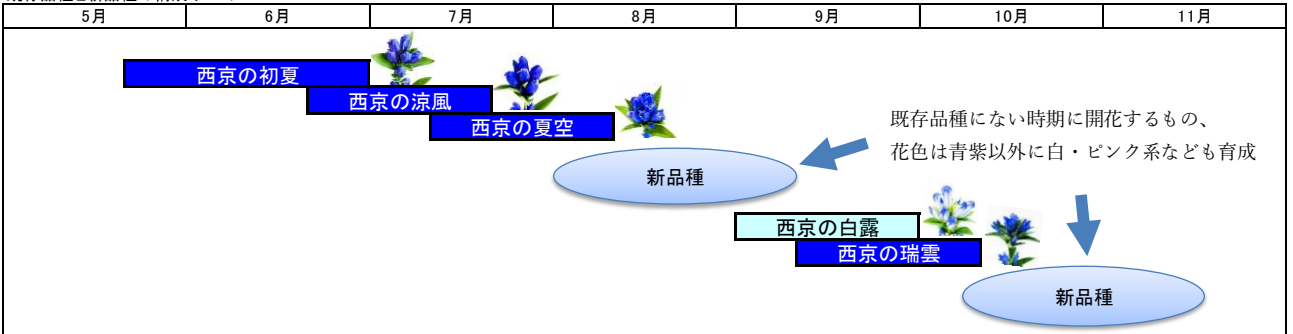 5月 6月 7月 8月 9月 10月 11月
西京の初夏
西京の涼風
西京の夏空
既存品種にない時期に開花するもの、
花色は青紫以外に白・ピンク系なども育成
新品種
西京の白露
西京の瑞雲
新品種